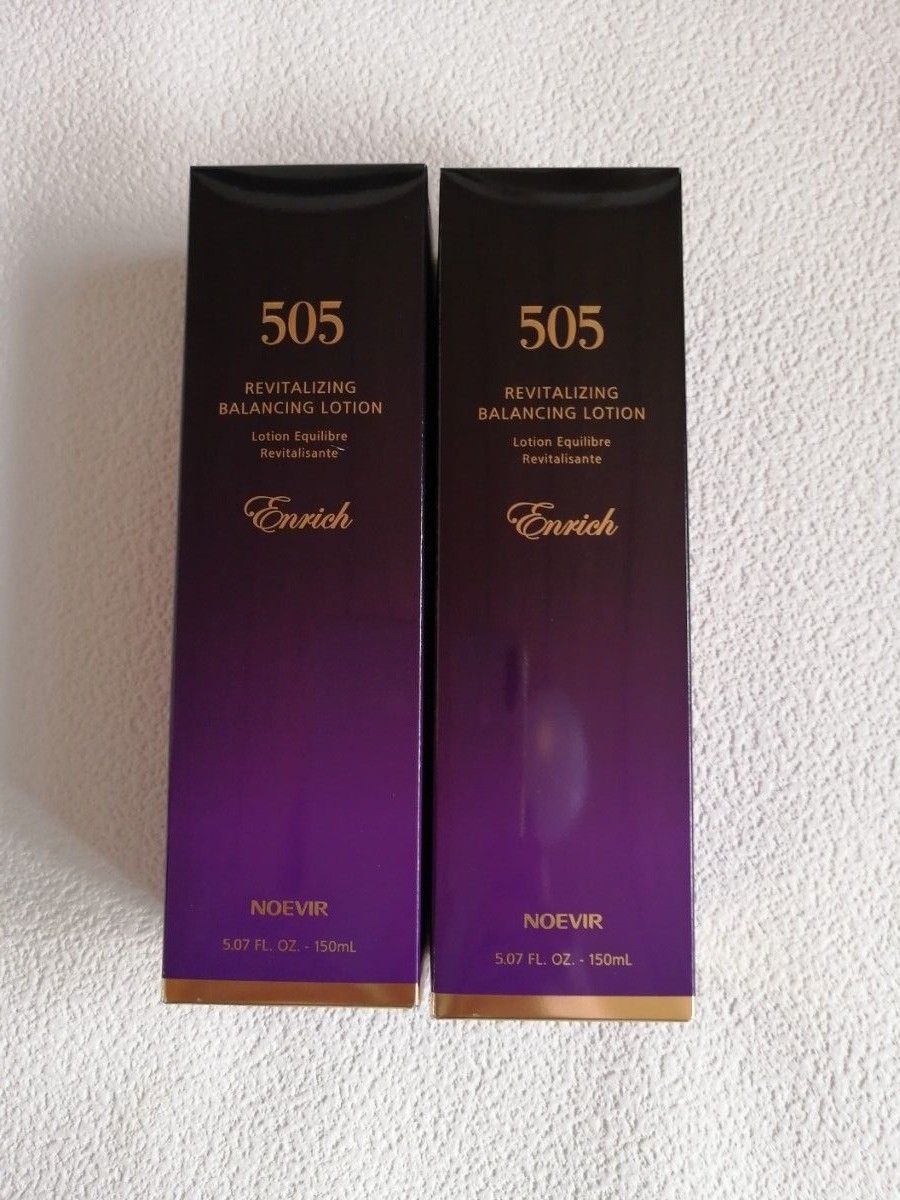 505
REVITALIZING
BALANCING LOTION
Lotion Equilibre
Revitalisante
Enrich
NOEVIR
5.07 FL. OZ. - 150mL
505
REVITALIZING
BALANCING LOTION
Lotion Equilibre
Revitalisante
Enrich
NOEVIR
5.07 FL. OZ. - 150mL